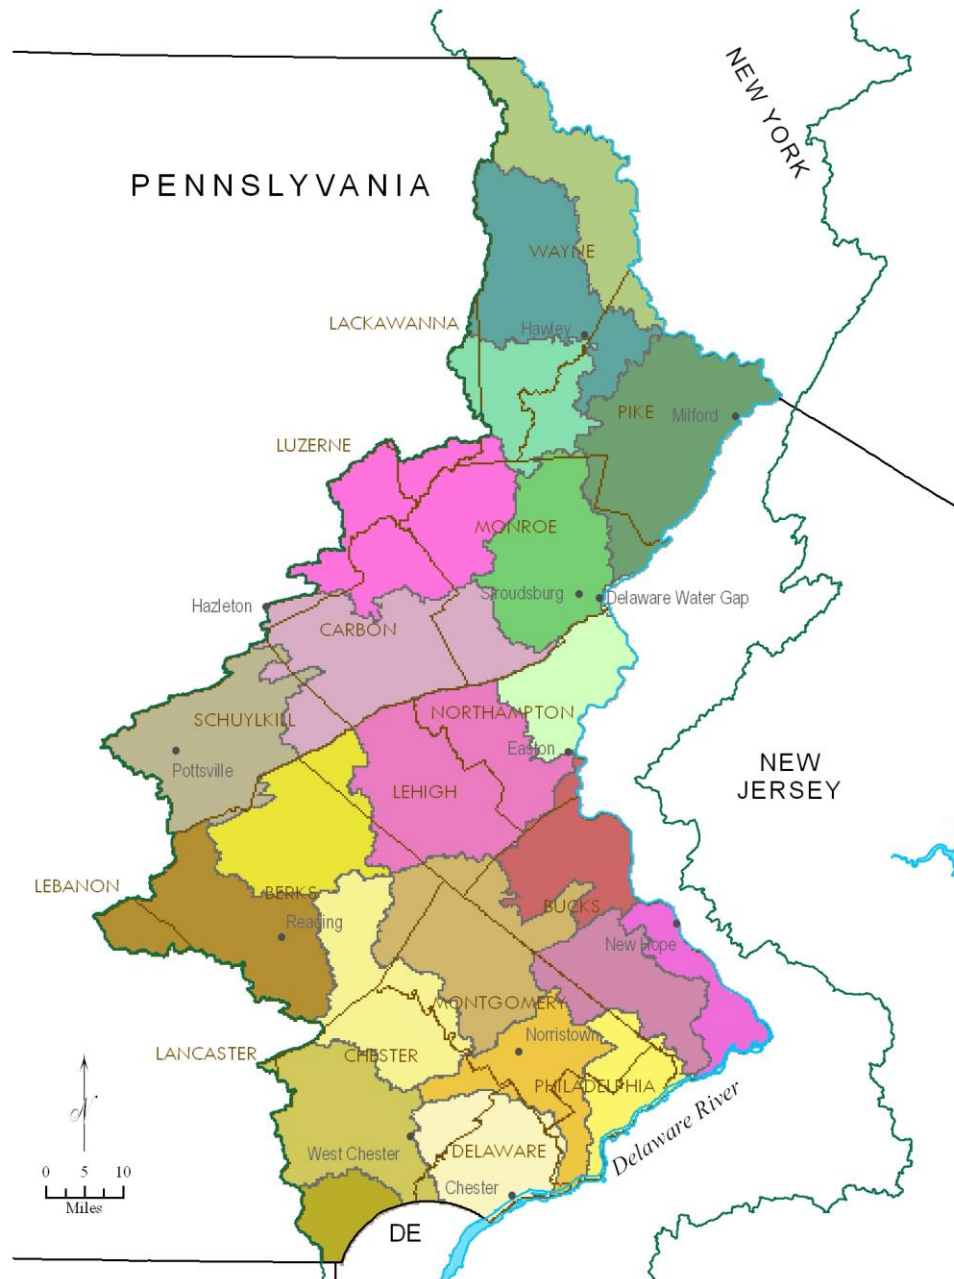 NEW YORK
PENNSLYVANIA
WAYNE
LACKAWANNA
Hawley
PIKE
Milford
LUZERNE
MONROE
Stroudsburg
Delaware Water Gap
Hazleton
CARBON
NORTHAMPTON
SCHUYLKILL
Easton
Pottsville
NEW
JERSEY
LEHIGH
LEBANON
BERKS
BUCKS
Reading
New Hope
MONTGOMERY
Norristown
LANCASTER
CHESTER
PHILADELPHIA
Delaware River
N
West Chester
DELAWARE
Chester
0 5 10
Miles
DE